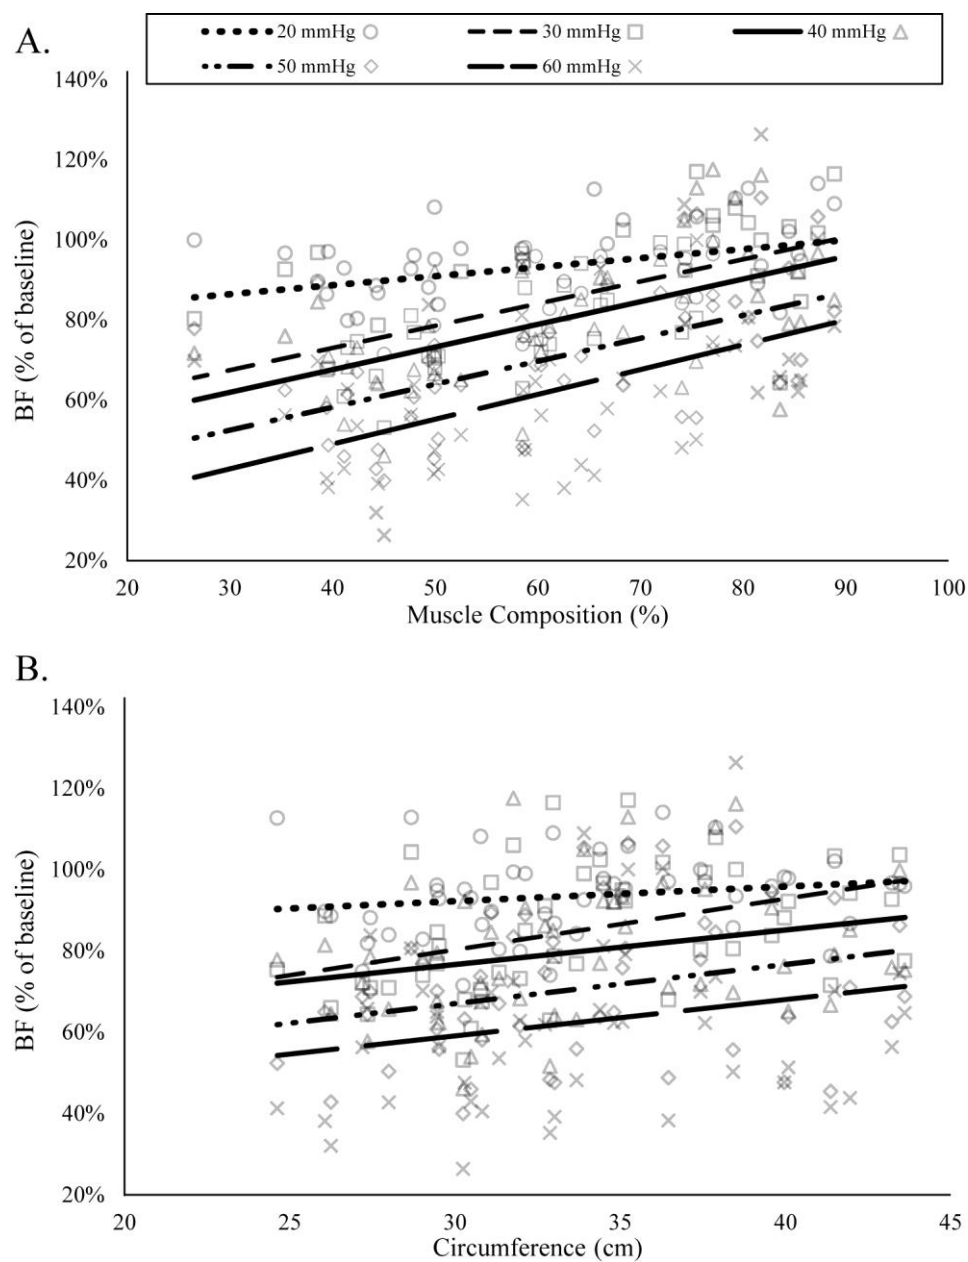 A.
20 mmHg 30 mmHg 40 mmHg
50 mmHg 60 mmHg
140%
120%
100%
80%
60%
40%
20%
BF (% of baseline)
20 30 40 50 60 70 80 90 100
Muscle Composition (%)
B.
140%
120%
100%
80%
60%
40%
20%
BF (% of baseline)
20 25 30 35 40 45
Circumference (cm)